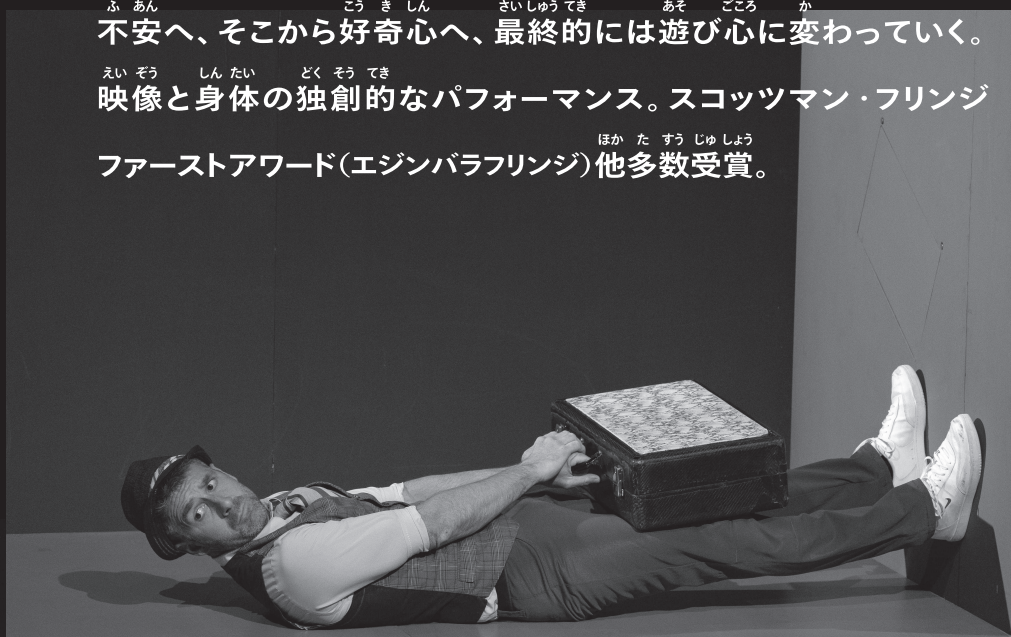 不安へ、そこから好奇心へ、最終的には遊び心に変わっていく。
映像と身体の独創的なパフォーマンス。スコッツマン・フリンジ
ファーストアワード（エジンバラフリンジ）他多数受賞。